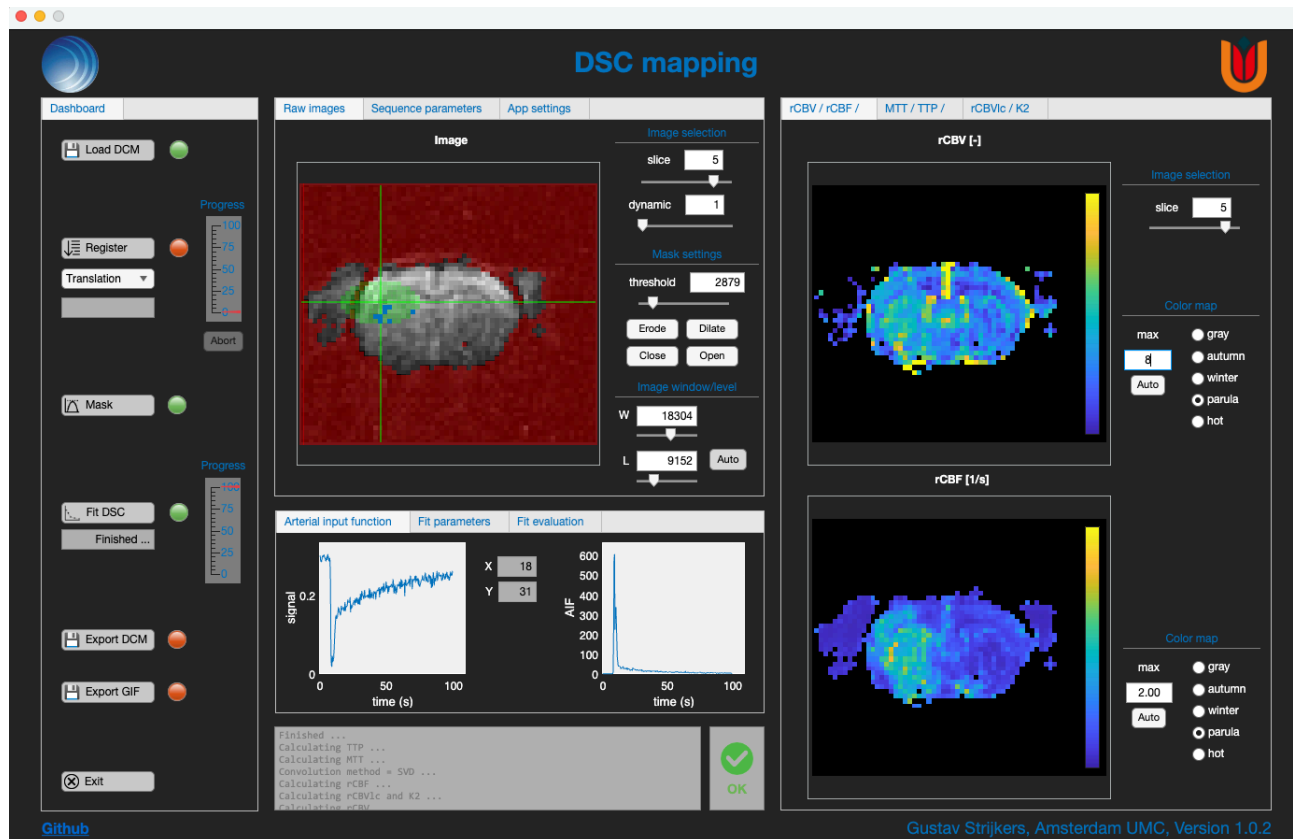 DSC mapping
Dashboard
Load DCM
Progress
100
75
50
25
0
Register
Translation
Abort
Mask
Progress
100
75
50
25
0
Fit DSC
Finished ...
Export DCM
Export GIF
Exit
Raw images Sequence parameters App settings
Image
Image selection
slice 5
dynamic 1
Mask settings
threshold 2879
Erode Dilate
Close Open
Image window/level
W 18304
L 9152 Auto
Arterial input function Fit parameters Fit evaluation
signal
0.2
0
0 50 100
time (s)
X 18
Y 31
AIF
600
500
400
300
200
100
0
0 50 100
time (s)
Finished ...
Calculating TTP ...
Calculating MTT ...
Convolution method = SVD ...
Calculating rCBF ...
Calculating rCBVlc and K2 ...
Calculating rCBV
OK
rCBV / rCBF / MTT / TTP / rCBVlc / K2
rCBV [-]
Image selection
slice 5
Color map
max
8
Auto
gray
autumn
winter
parula
hot
rCBF [1/s]
Color map
max
2.00
Auto
gray
autumn
winter
parula
hot
Github
Gustav Strijkers, Amsterdam UMC, Version 1.0.2